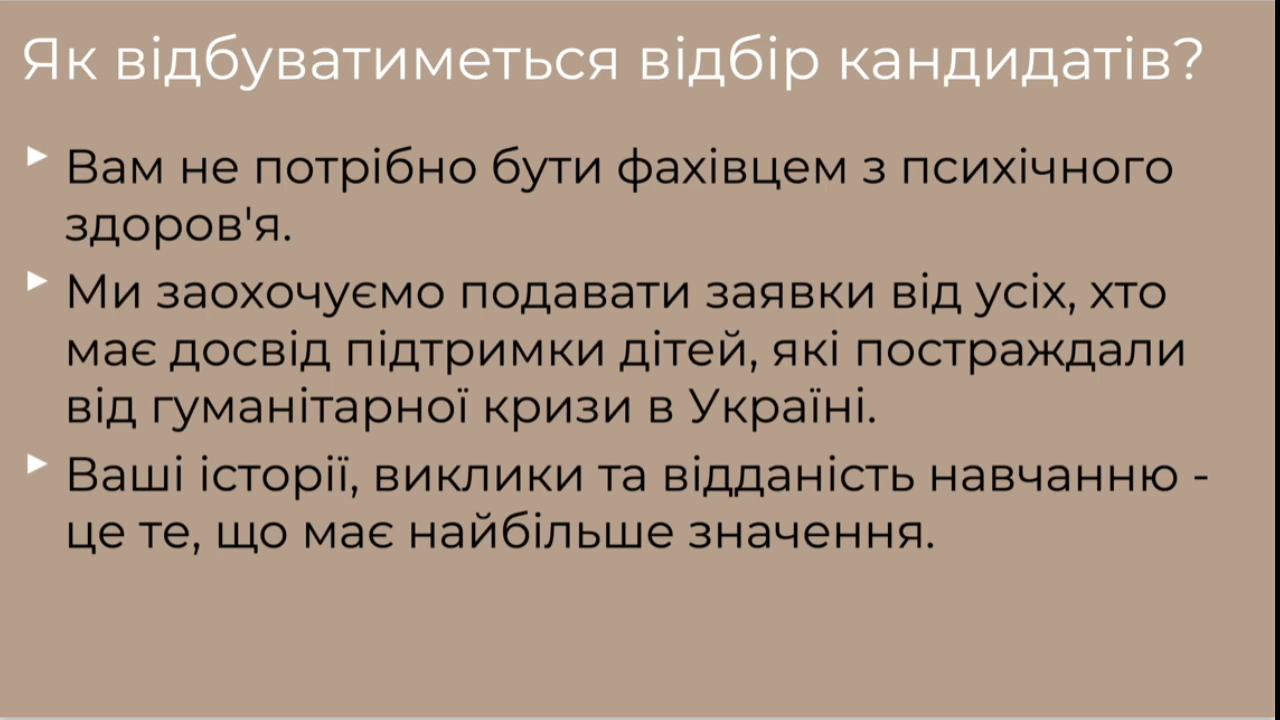 Як відбуватиметься відбір кандидатів?
Вам не потрібно бути фахівцем з психічного
здоров'я.
Ми заохочуємо подавати заявки від усіх, хто
має досвід підтримки дітей, які постраждали
від гуманітарної кризи в Україні.
Ваші історії, виклики та відданість навчанню -
це те, що має найбільше значення.